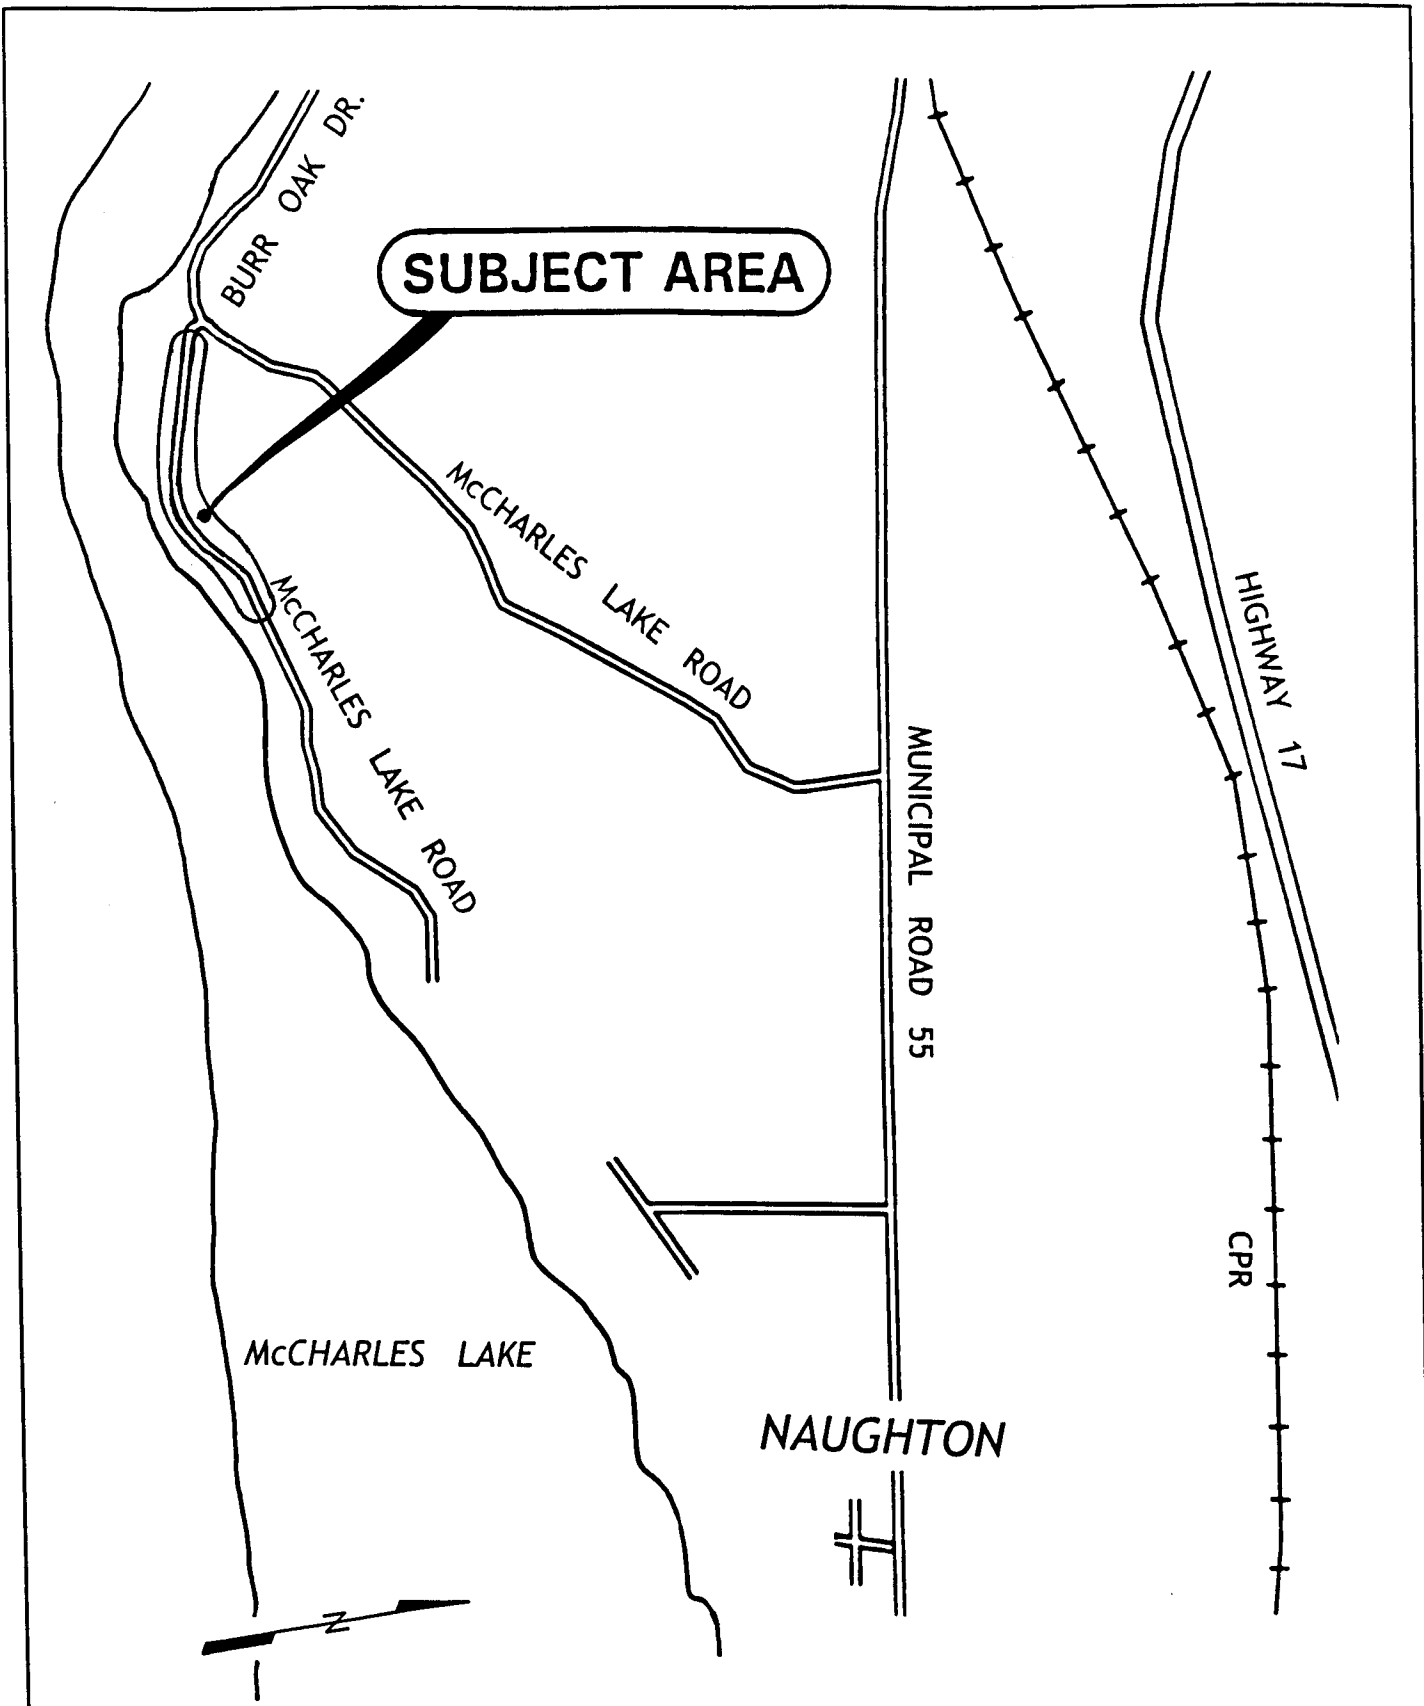 BURR OAK DR.
SUBJECT AREA
McCHARLES LAKE ROAD
McCHARLES LAKE ROAD
HIGHWAY 17
MUNICIPAL ROAD 55
CPR
McCHARLES LAKE
NAUGHTON
N